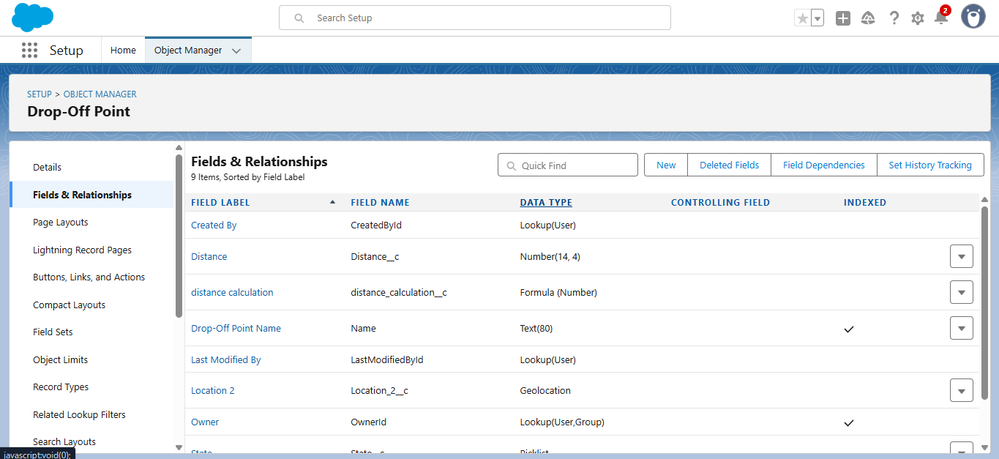 Search Setup
2
Setup
Home
Object Manager
SETUP > OBJECT MANAGER
Drop-Off Point
Details
Fields & Relationships
Page Layouts
Lightning Record Pages
Buttons, Links, and Actions
Compact Layouts
Field Sets
Object Limits
Record Types
Related Lookup Filters
Search Layouts
javascript:void(0);
Fields & Relationships
9 Items, Sorted by Field Label
Quick Find
New
Deleted Fields
Field Dependencies
Set History Tracking
FIELD LABEL FIELD NAME DATA TYPE CONTROLLING FIELD INDEXED
Created By CreatedById Lookup(User)
Distance Distance__c Number(14, 4)
distance calculation distance_calculation__c Formula (Number)
Drop-Off Point Name Name Text(80)
Last Modified By LastModifiedById Lookup(User)
Location 2 Location_2__c Geolocation
Owner OwnerId Lookup(User,Group)
State State__c Picklist